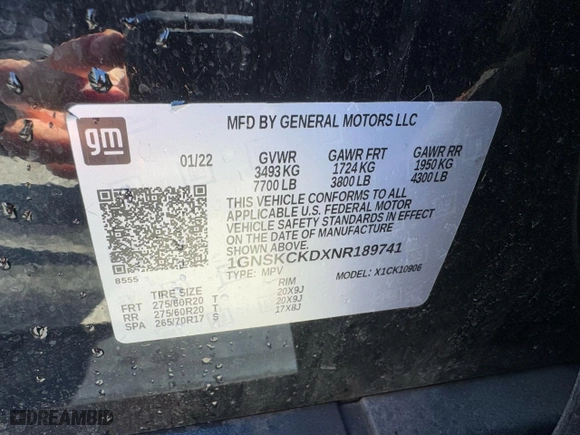 gm
MFD BY GENERAL MOTORS LLC
01/22 GVWR GAWR FRT GAWR RR
3493 KG 1724 KG 1950 KG
7700 LB 3800 LB 4300 LB
THIS VEHICLE CONFORMS TO ALL
APPLICABLE U.S. FEDERAL MOTOR
VEHICLE SAFETY STANDARDS IN EFFECT
ON THE DATE OF MANUFACTURE
SHOWN ABOVE
1GNSKCKDXNR189741
8555
TYPE: MPV MODEL: X1CK10906
TIRE SIZE RIM
FRT 275/60R20 T 20X9J
RR 275/60R20 T 20X9J
SPA 265/70R17 S 17X8J
DREAMBID